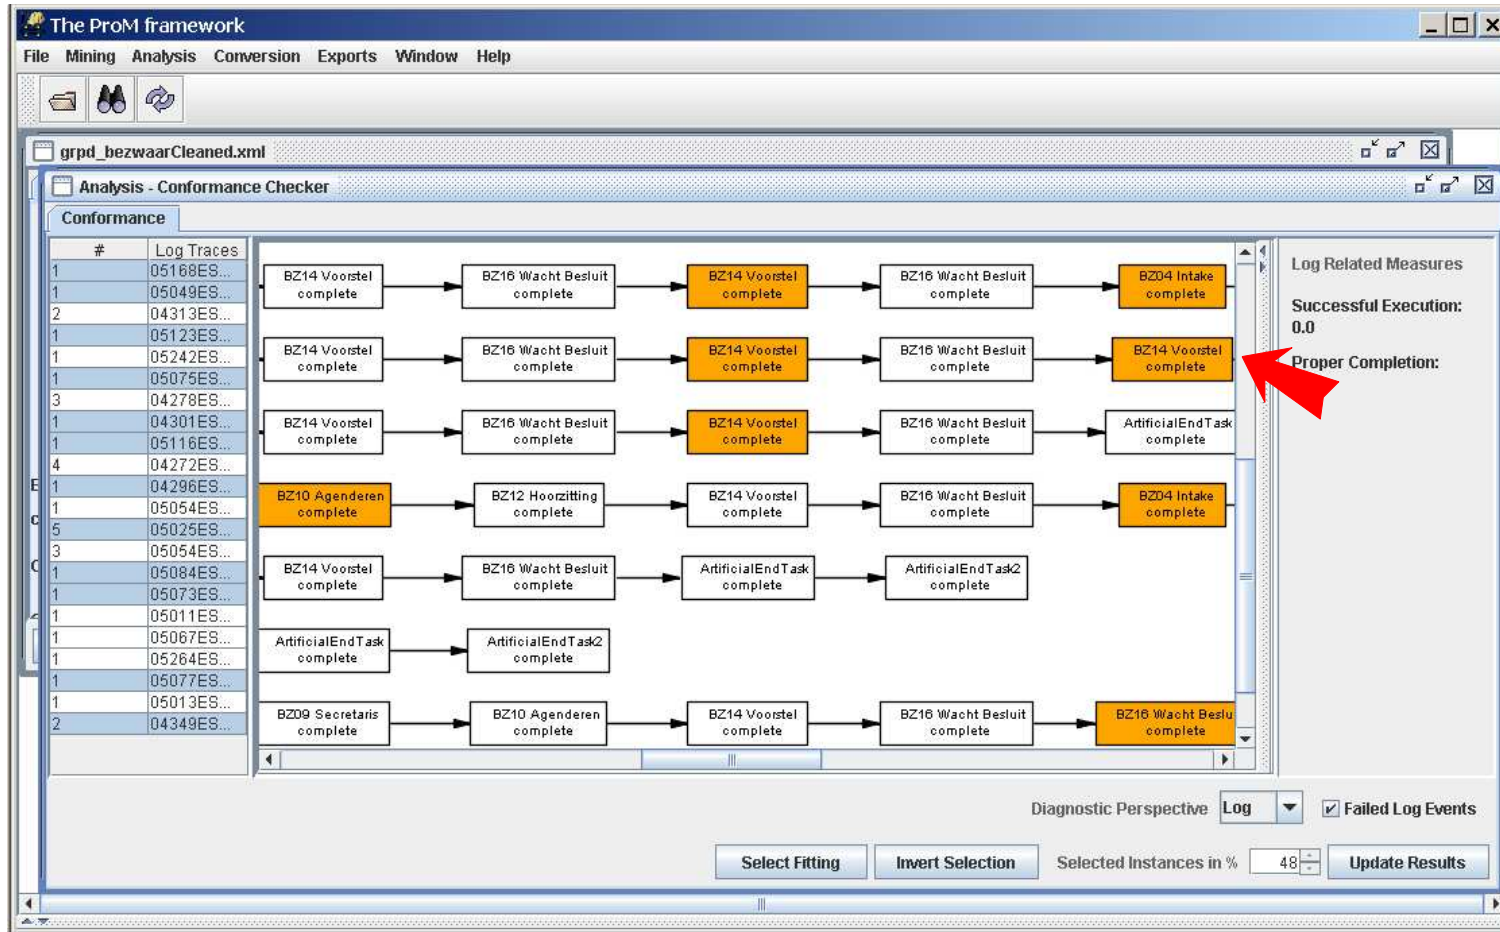 The ProM framework
File Mining Analysis Conversion Exports Window Help
grpd_bezwaarCleaned.xml
Analysis - Conformance Checker
Conformance
# Log Traces
1 05168ES...
1 05049ES...
2 04313ES...
1 05123ES...
1 05242ES...
1 05075ES...
3 04278ES...
1 04301ES...
1 05116ES...
4 04272ES...
1 04296ES...
1 05054ES...
5 05025ES...
3 05054ES...
1 05084ES...
1 05073ES...
1 05011ES...
1 05067ES...
1 05264ES...
1 05077ES...
1 05013ES...
2 04349ES...
BZ14 Voorstel BZ16 Wacht Besluit BZ14 Voorstel BZ16 Wacht Besluit BZ04 Intake
complete complete complete complete complete
BZ14 Voorstel BZ16 Wacht Besluit BZ14 Voorstel BZ16 Wacht Besluit BZ14 Voorstel
complete complete complete complete complete
BZ14 Voorstel BZ16 Wacht Besluit BZ14 Voorstel BZ16 Wacht Besluit ArtificialEndTask
complete complete complete complete complete
BZ10 Agenderen BZ12 Hoorzitting BZ14 Voorstel BZ16 Wacht Besluit BZ04 Intake
complete complete complete complete complete
BZ14 Voorstel BZ16 Wacht Besluit ArtificialEndTask ArtificialEndTask2
complete complete complete complete
ArtificialEndTask ArtificialEndTask2
complete complete
BZ09 Secretaris BZ10 Agenderen BZ14 Voorstel BZ16 Wacht Besluit BZ16 Wacht Beslu
complete complete complete complete complete
Log Related Measures
Successful Execution:
0.0
Proper Completion:
Diagnostic Perspective Log Failed Log Events
Select Fitting Invert Selection Selected Instances in % 48 Update Results